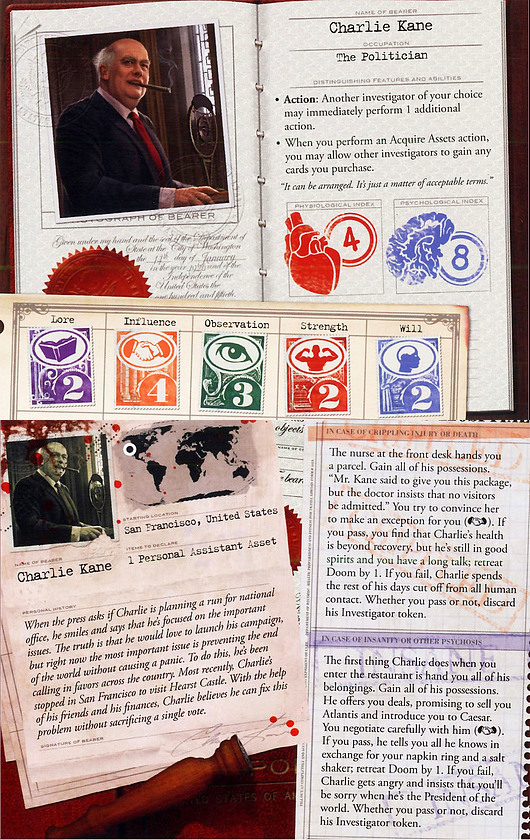 NAME OF BEARER
Charlie Kane
OCCUPATION
The Politician
DISTINGUISHING FEATURES AND ABILITIES
• Action: Another investigator of your choice
may immediately perform 1 additional
action.
• When you perform an Acquire Assets action,
you may allow other investigators to gain any
cards you purchase.
"It can be arranged. It's just a matter of acceptable terms."
PHYSIOLOGICAL INDEX
4
PSYCHOLOGICAL INDEX
8
PHOTOGRAPH OF BEARER
Given under my hand and the seal of the Department of
State at the City of Washington
the 11th day of January
in the year
Independence of the
United States the
one hundred and fiftieth.
Lore
Influence
Observation
Strength
Will
2
4
3
2
2
objects
STARTING LOCATION
San Francisco, United States
ITEMS TO DECLARE
1 Personal Assistant Asset
NAME OF BEARER
Charlie Kane
PERSONAL HISTORY
When the press asks if Charlie is planning a run for national
office, he smiles and says that he's focused on the important
issues. The truth is that he would love to launch his campaign,
but right now the most important issue is preventing the end
of the world without causing a panic. To do this, he's been
calling in favors across the country. Most recently, Charlie's
stopped in San Francisco to visit Hearst Castle. With the help
of his friends and his finances, Charlie believes he can fix this
problem without sacrificing a single vote.
SIGNATURE OF BEARER
IN CASE OF CRIPPLING INJURY OR DEATH
The nurse at the front desk hands you
a parcel. Gain all of his possessions.
"Mr. Kane said to give you this package,
but the doctor insists that no visitors
be admitted." You try to convince her
to make an exception for you ( ). If
you pass, you find that Charlie's health
is beyond recovery, but he's still in good
spirits and you have a long talk; retreat
Doom by 1. If you fail, Charlie spends
the rest of his days cut off from all human
contact. Whether you pass or not, discard
his Investigator token.
IN CASE OF INSANITY OR OTHER PSYCHOSIS
The first thing Charlie does when you
enter the restaurant is hand you all of his
belongings. Gain all of his possessions.
He offers you deals, promising to sell you
Atlantis and introduce you to Caesar.
You negotiate carefully with him ( ).
If you pass, he tells you all he knows in
exchange for your napkin ring and a salt
shaker; retreat Doom by 1. If you fail,
Charlie gets angry and insists that you'll
be sorry when he's the President of the
world. Whether you pass or not, discard
his Investigator token.